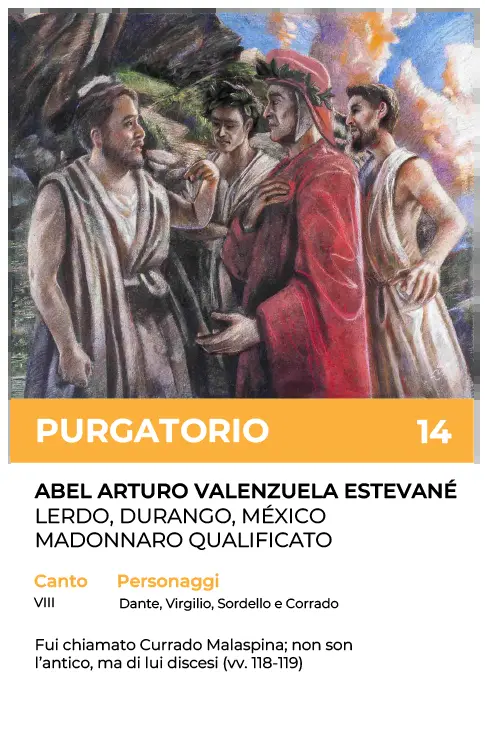 PURGATORIO 14
ABEL ARTURO VALENZUELA ESTEVANÉ
LERDO, DURANGO, MÉXICO
MADONNARO QUALIFICATO
Canto Personaggi
VIII Dante, Virgilio, Sordello e Corrado
Fui chiamato Currado Malaspina; non son
l'antico, ma di lui discesi (vv. 118-119)